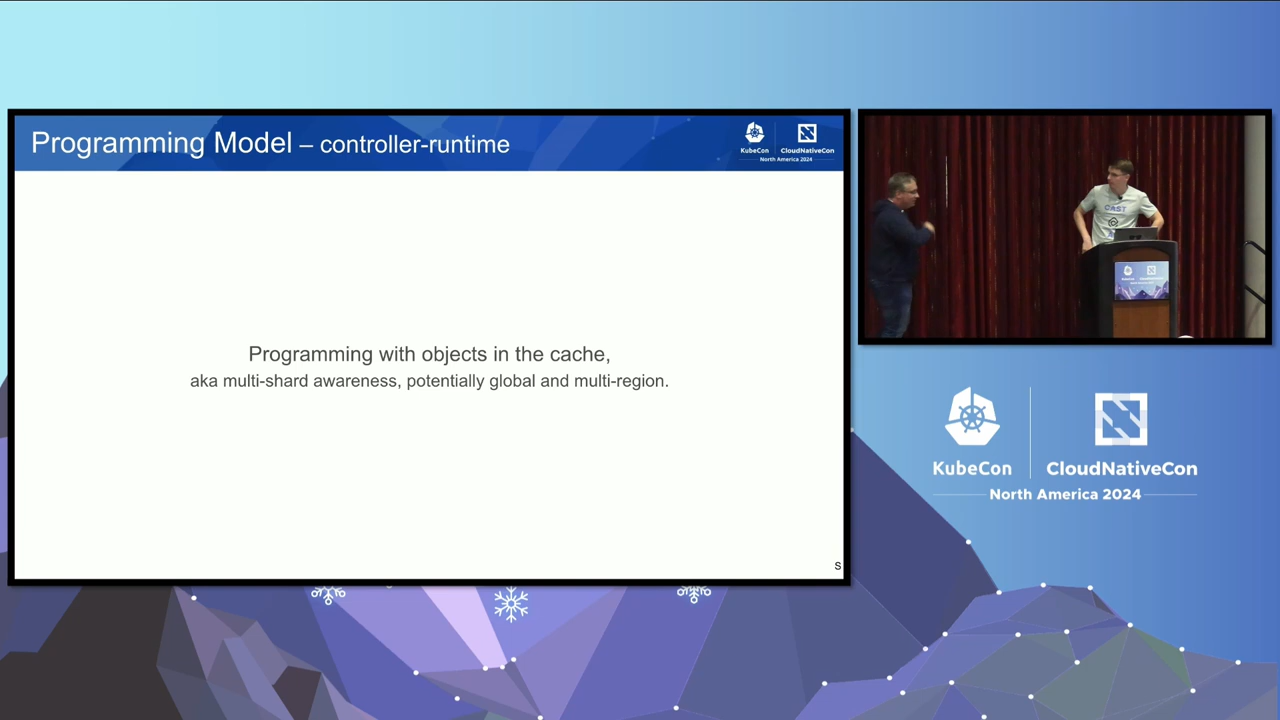 Programming Model – controller-runtime
KubeCon
CloudNativeCon
North America 2024
Programming with objects in the cache,
aka multi-shard awareness, potentially global and multi-region.
S
CAST
KubeCon
CloudNativeCon
North America 2024